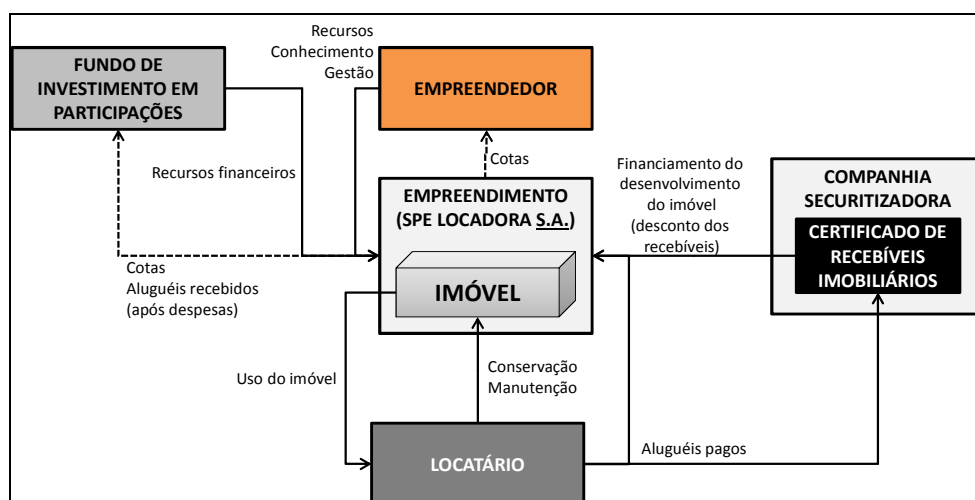 FUNDO DE
INVESTIMENTO EM
PARTICIPAÇÕES
Recursos
Conhecimento
Gestão
EMPREENDEDOR
Recursos financeiros
Cotas
EMPREENDIMENTO
(SPE LOCADORA S.A.)
IMÓVEL
Financiamento do
desenvolvimento
do imóvel
(desconto dos
recebíveis)
COMPANHIA
SECURITIZADORA
CERTIFICADO DE
RECEBÍVEIS
IMOBILIÁRIOS
Cotas
Aluguéis recebidos
(após despesas)
Uso do imóvel
Conservação
Manutenção
LOCATÁRIO
Aluguéis pagos